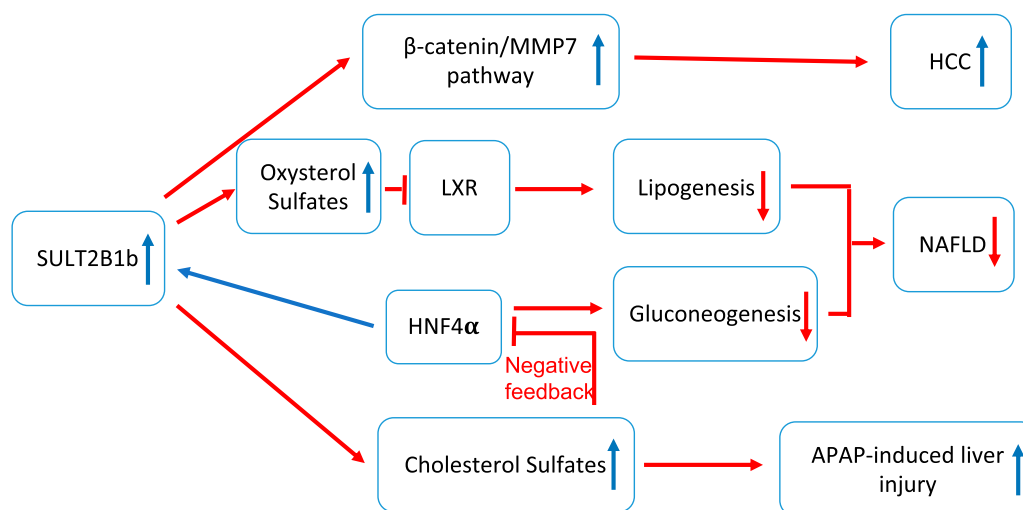 β-catenin/MMP7
pathway
HCC
Oxysterol
Sulfates
LXR
Lipogenesis
SULT2B1b
NAFLD
HNF4α
Gluconeogenesis
Negative
feedback
Cholesterol Sulfates
APAP-induced liver
injury